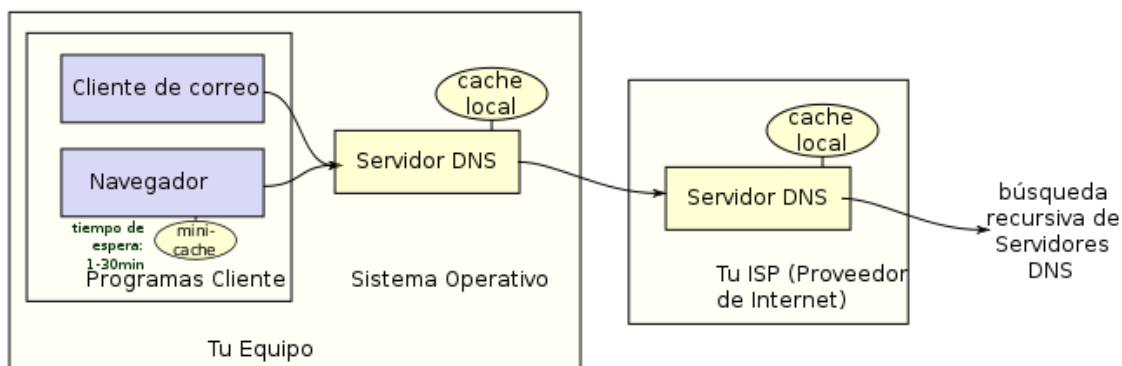 Cliente de correo
Navegador
tiempo de
espera:
1-30min
mini-
cache
Programas Cliente
cache
local
Servidor DNS
Sistema Operativo
Tu Equipo
cache
local
Servidor DNS
Tu ISP (Proveedor
de Internet)
búsqueda
recursiva de
Servidores
DNS